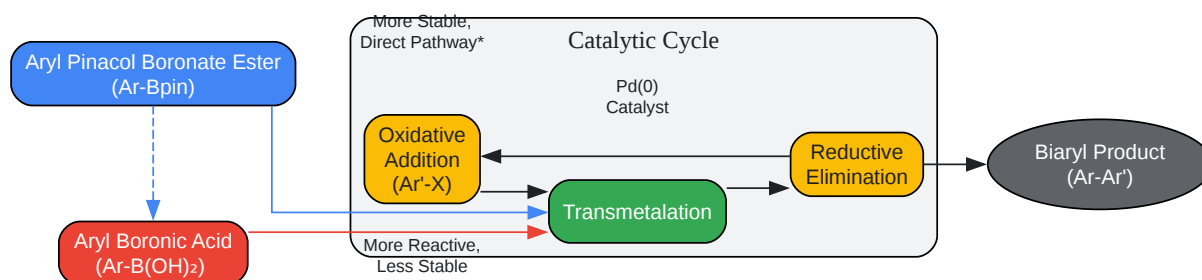 More Stable,
Direct Pathway*
Catalytic Cycle
Aryl Pinacol Boronate Ester
(Ar-Bpin)
Pd(0)
Catalyst
Oxidative
Addition
(Ar'-X)
Reductive
Elimination
Biaryl Product
(Ar-Ar')
Transmetalation
Aryl Boronic Acid
(Ar-B(OH)₂)
More Reactive,
Less Stable